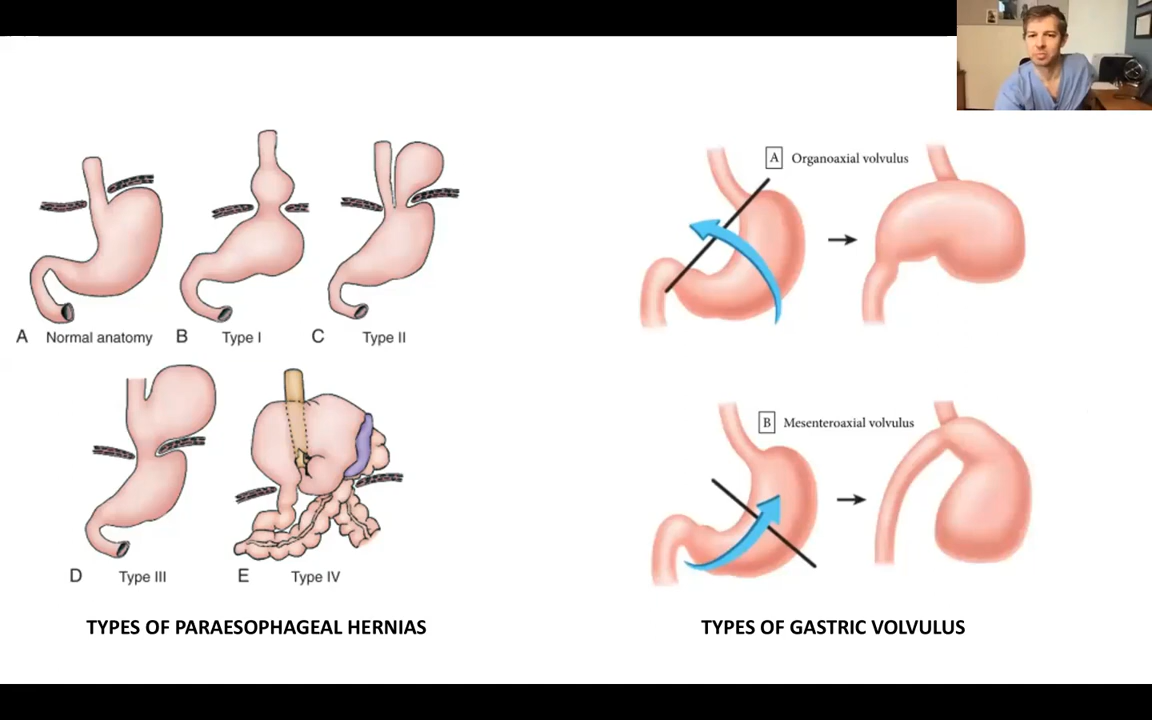 A Normal anatomy
B Type I
C Type II
D Type III
E Type IV
TYPES OF PARAESOPHAGEAL HERNIAS
A Organoaxial volvulus
B Mesenteroaxial volvulus
TYPES OF GASTRIC VOLVULUS